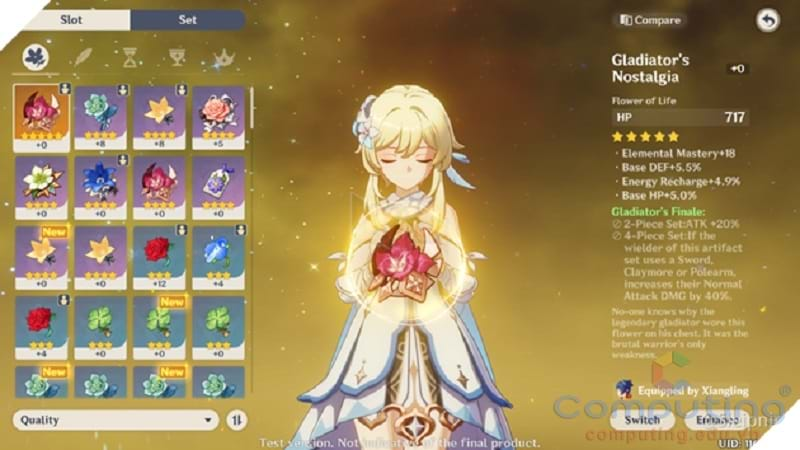 Slot
Set
Compare
Gladiator's
Nostalgia
+0
Flower of Life
HP
717
· Elemental Mastery+18
· Base DEF+5.5%
· Energy Recharge+4.9%
· Base HP+5.0%
Gladiator's Finale:
2-Piece Set:ATK +20%
4-Piece Set:If the
wielder of this artifact
set uses a Sword,
Claymore or Polearm,
increases their Normal
Attack DMG by 40%.
No-one knows why the
legendary gladiator wore this
flower on his chest. It was the
brutal warrior's only
weakness.
+0
+8
+8
+5
+0
+0
+0
+0
New
+0
+0
+12
+4
New
+4
+0
+0
+0
New
New
Quality
Equipped by Xiangling
Switch
Enhance
Computing®
computing.edu.vn
Test version. Not indicative of the final product.
UID: